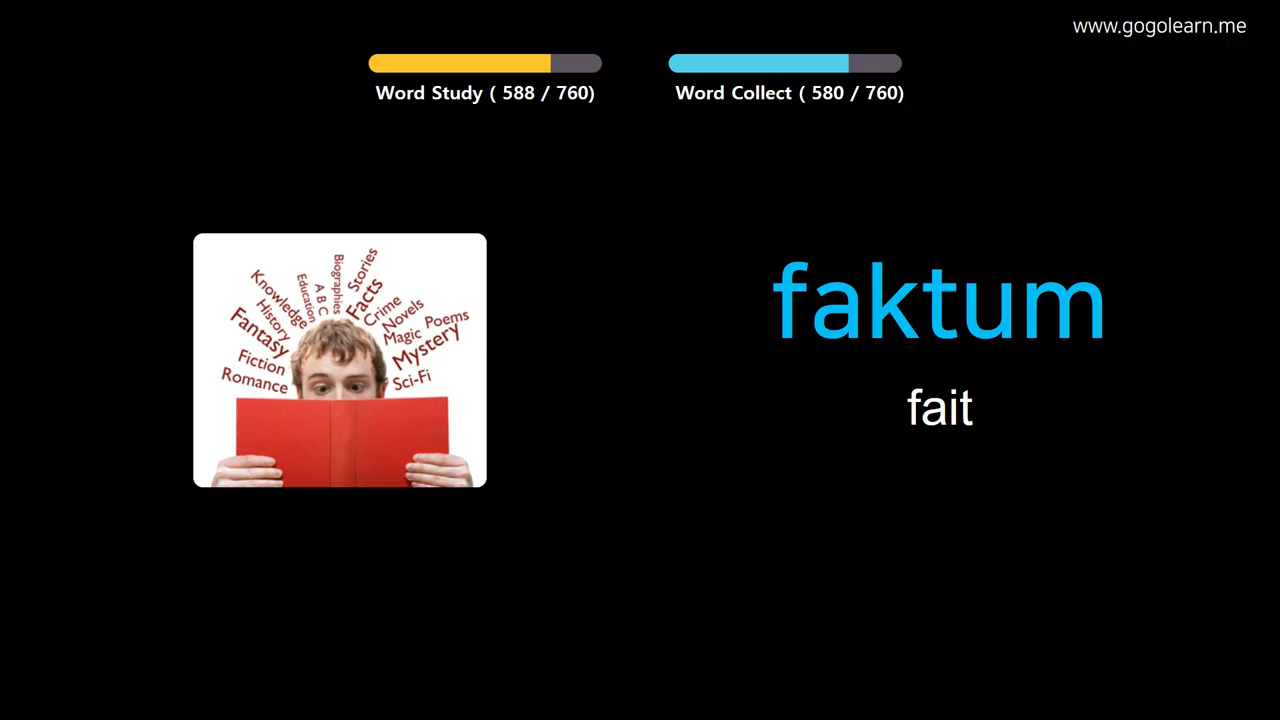 www.gogolearn.me
Word Study ( 588 / 760)
Word Collect ( 580 / 760)
Knowledge
History
Fantasy
Fiction
Romance
Education
A B C
Biographies
Stories
Facts
Crime
Novels
Magic
Poems
Mystery
Sci-Fi
faktum
fait